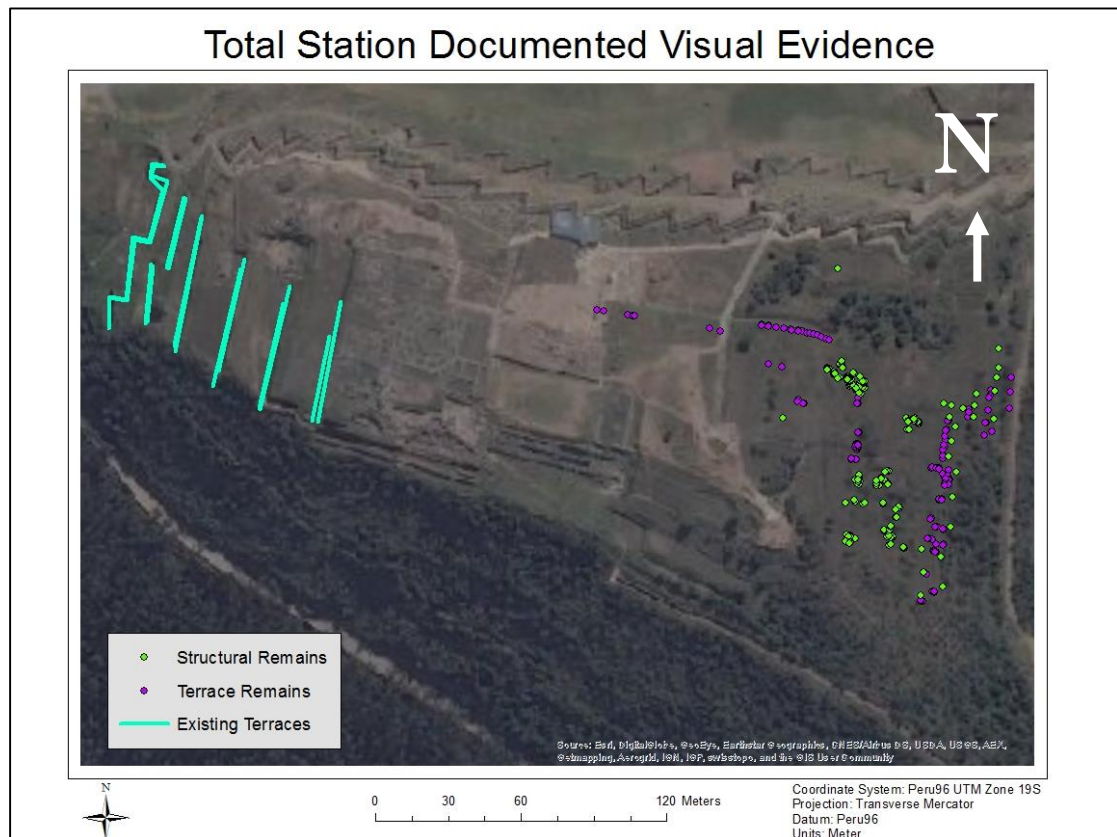 Total Station Documented Visual Evidence
N
Structural Remains
Terrace Remains
Existing Terraces
Source: Esri, DigitalGlobe, GeoEye, Earthstar Geographics, CNES/Airbus DS, USDA, USGS, AEX,
Getmapping, Aerogrid, IGN, IGP, swisstopo, and the GIS User Community
N
0 30 60 120 Meters
Coordinate System: Peru96 UTM Zone 19S
Projection: Transverse Mercator
Datum: Peru96
Units: Meter